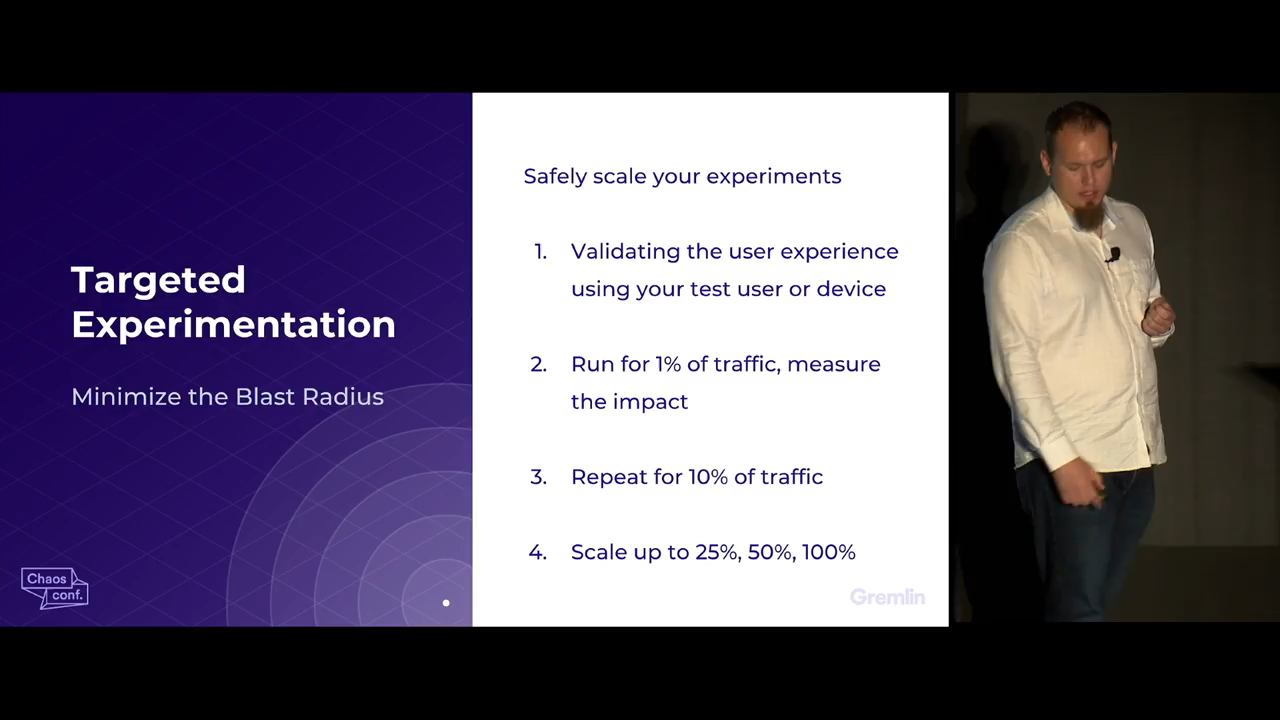 Targeted
Experimentation
Minimize the Blast Radius
Chaos
conf.
Safely scale your experiments
1. Validating the user experience
using your test user or device
2. Run for 1% of traffic, measure
the impact
3. Repeat for 10% of traffic
4. Scale up to 25%, 50%, 100%
Gremlin